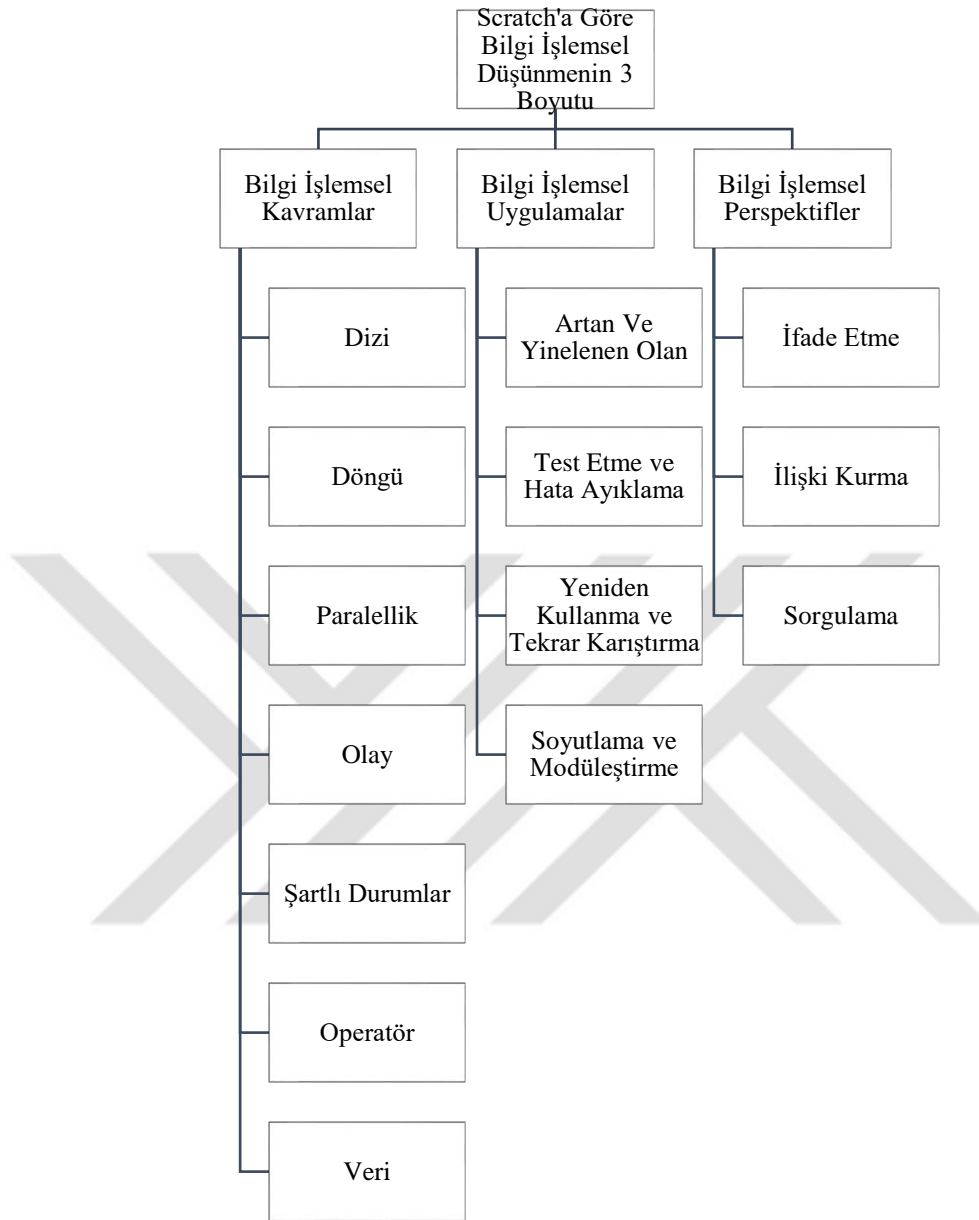 Scratch'a Göre
Bilgi İşlemsel
Düşünmenin 3
Boyutu
Bilgi İşlemsel
Kavramlar
Dizi
Döngü
Paralellik
Olay
Şartlı Durumlar
Operatör
Veri
Bilgi İşlemsel
Uygulamalar
Artan Ve
Yinelenen Olan
Test Etme ve
Hata Ayıklama
Yeniden
Kullanma ve
Tekrar Karıştırma
Soyutlama ve
Modüleştirme
Bilgi İşlemsel
Perspektifler
İfade Etme
İlişki Kurma
Sorgulama